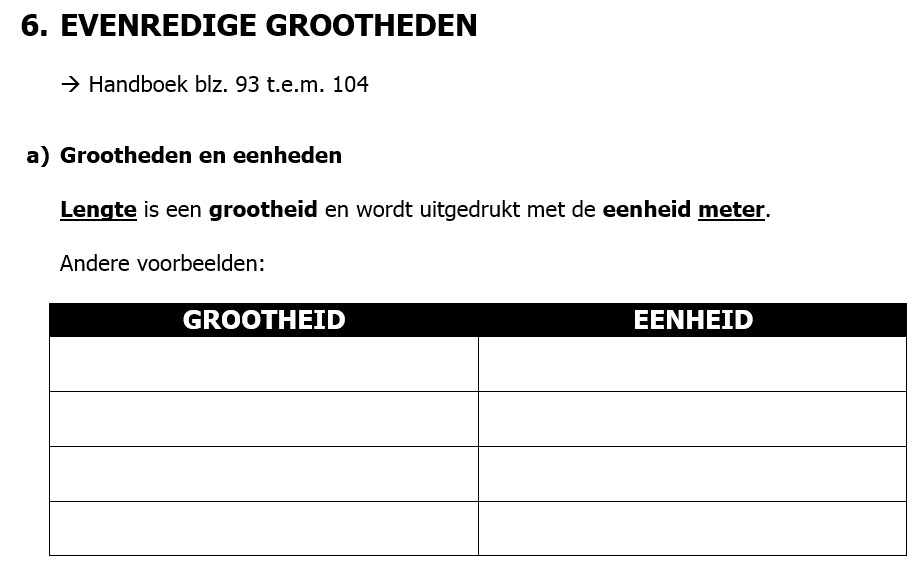 6. EVENREDIGE GROOTHEDEN
→ Handboek blz. 93 t.e.m. 104
a) Grootheden en eenheden
Lengte is een grootheid en wordt uitgedrukt met de eenheid meter.
Andere voorbeelden:
GROOTHEID EENHEID